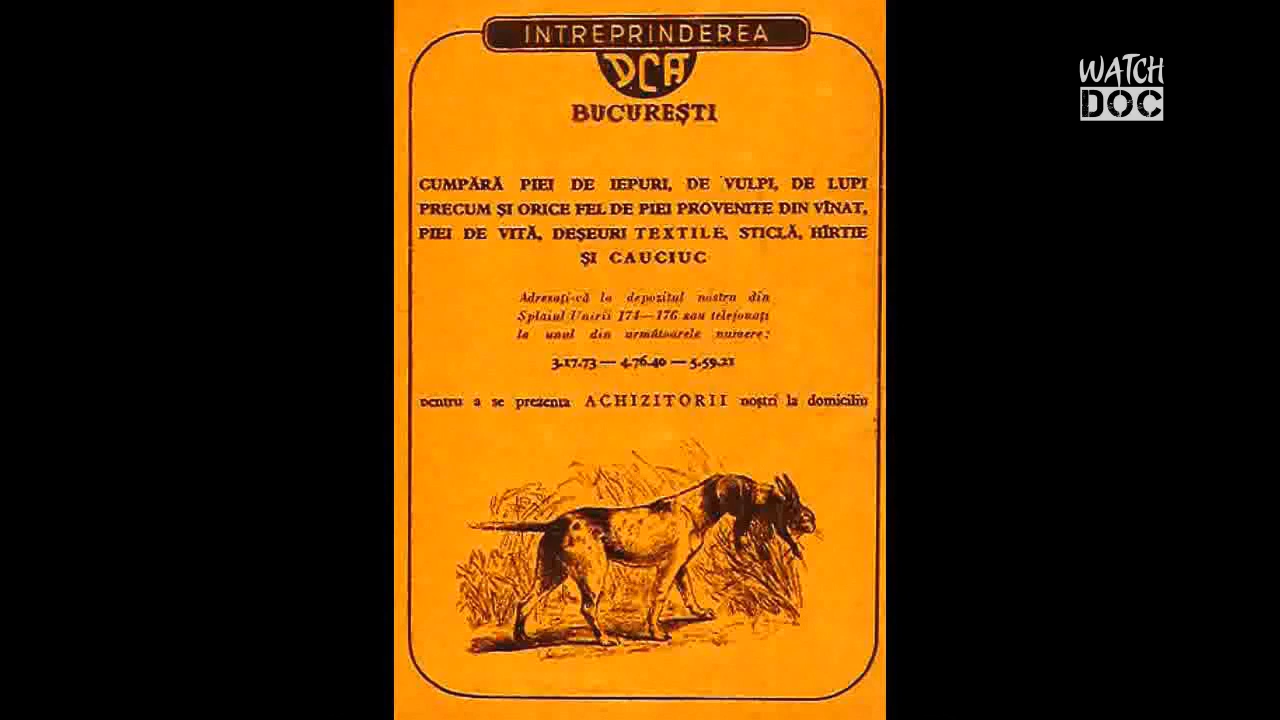 INTREPRINDEREA
DCA
BUCUREȘTI
CUMPĂRĂ PIEI DE IEPURI, DE VULPI, DE LUPI
PRECUM ȘI ORICE FEL DE PIEI PROVENITE DIN VÎNAT,
PIEI DE VITĂ, DEȘEURI TEXTILE, STICLĂ, HÎRTIE
ȘI CAUCIUC
Adresați-vă la depozitul nostru din
Splaiul Unirii 174—176 sau telefonați
la unul din următoarele numere:
3.17.73 — 4.76.40 — 5.59.21
pentru a se prezenta ACHIZITORII noștri la domiciliu
WATCH
DOC